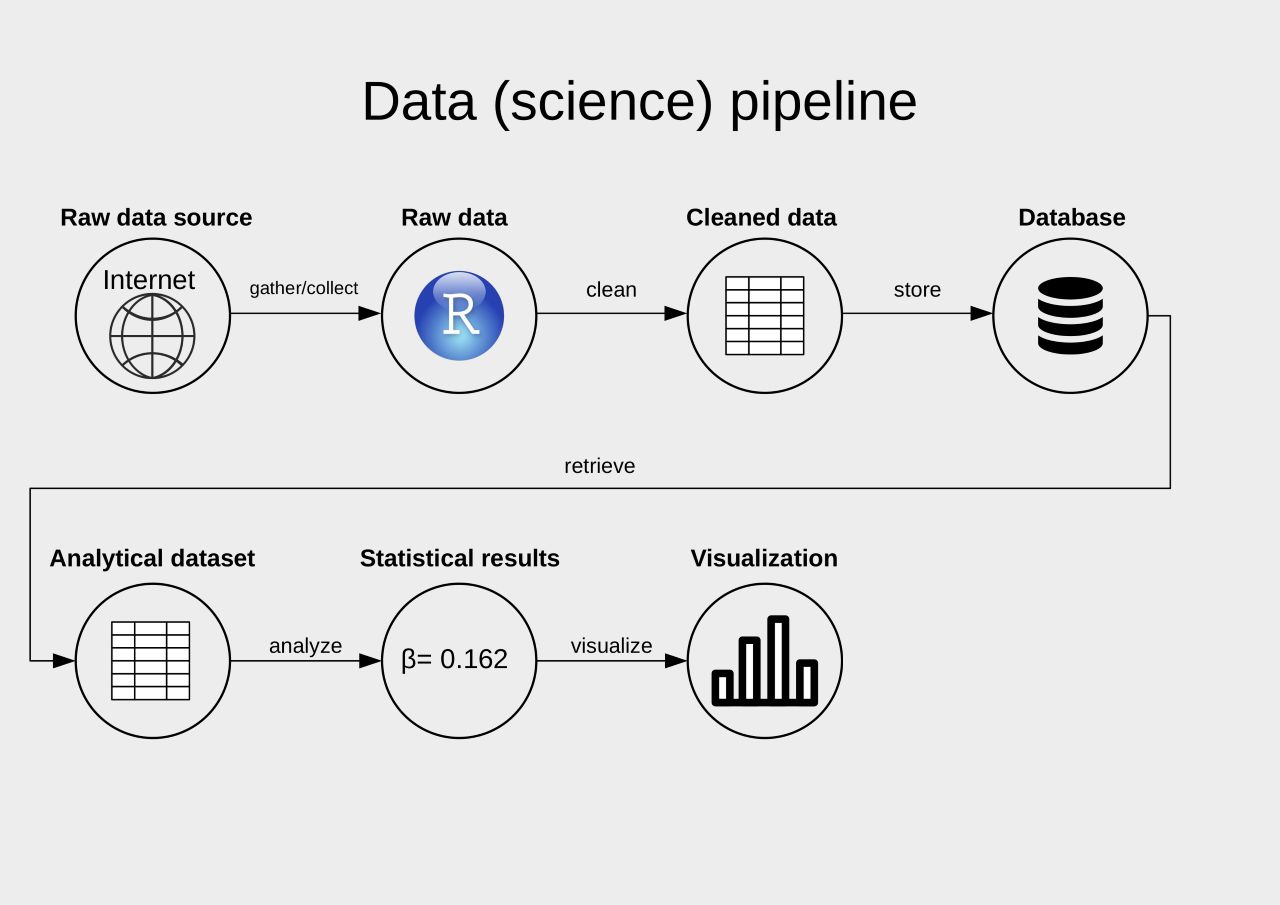 Data (science) pipeline
Raw data source
Raw data
Cleaned data
Database
Internet
gather/collect
R
clean
store
retrieve
Analytical dataset
Statistical results
Visualization
analyze
β= 0.162
visualize